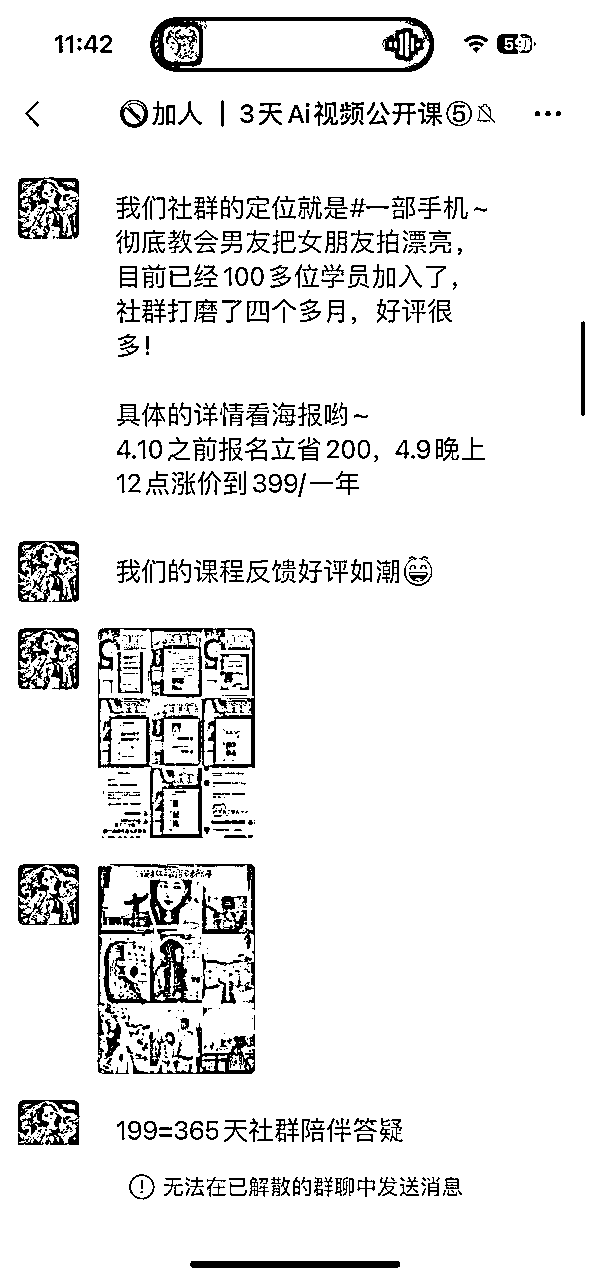 11:42
59
🚫加人 | 3天Ai视频公开课⑤
我们社群的定位就是#一部手机~
彻底教会男友把女朋友拍漂亮，
目前已经100多位学员加入了，
社群打磨了四个多月，好评很
多！
具体的详情看海报哟~
4.10之前报名立省200，4.9晚上
12点涨价到399/一年
我们的课程反馈好评如潮😆
199=365天社群陪伴答疑
无法在已解散的群聊中发送消息